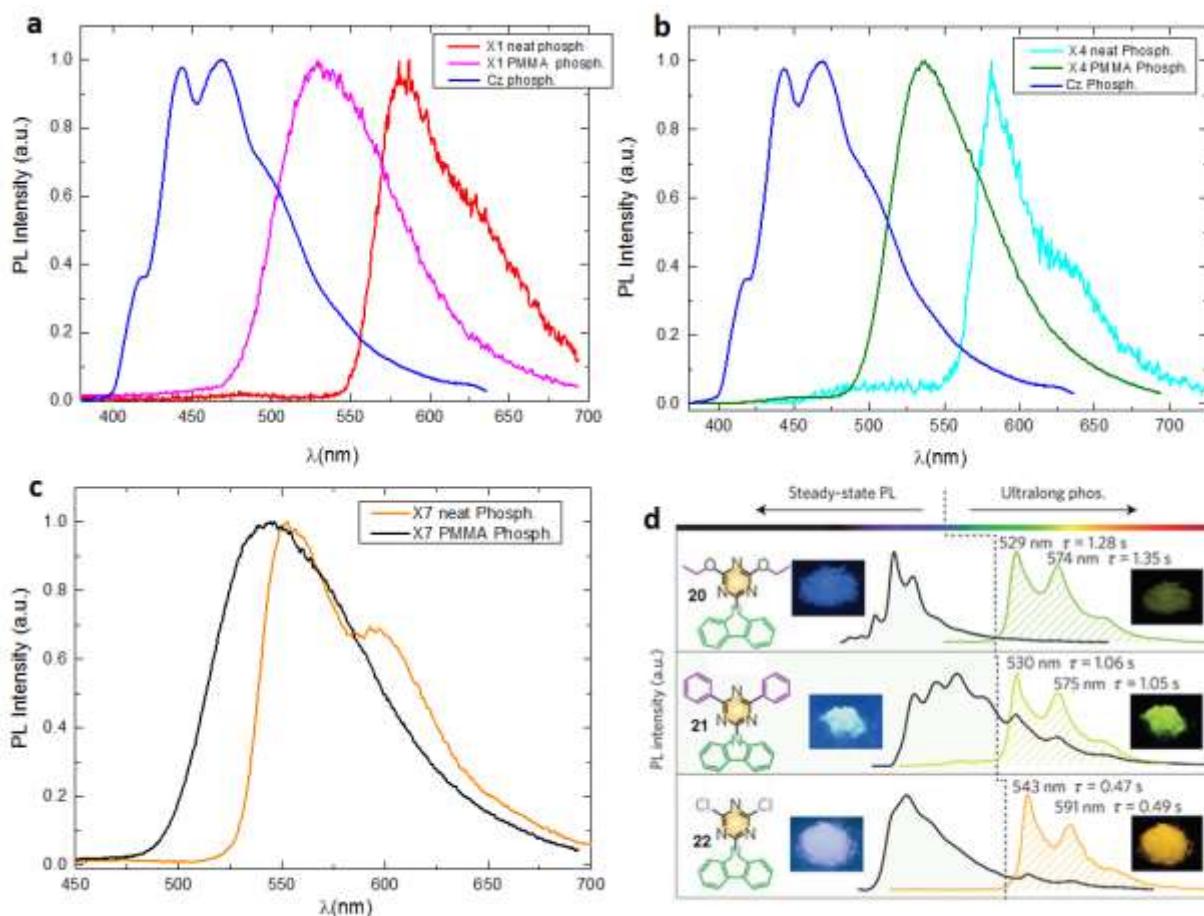 a
X1 neat phosph.
X1 PMMA phosph.
Cz phosph.
PL Intensity (a.u.)
1.0
0.8
0.6
0.4
0.2
0.0
400 450 500 550 600 650 700
λ(nm)
b
X4 neat Phosph.
X4 PMMA Phosph.
Cz Phosph.
PL Intensity (a.u.)
1.0
0.8
0.6
0.4
0.2
0.0
400 450 500 550 600 650 700
λ(nm)
c
X7 neat Phosph.
X7 PMMA Phosph.
PL Intensity (a.u.)
1.0
0.8
0.6
0.4
0.2
0.0
450 500 550 600 650 700
λ(nm)
d
Steady-state PL Ultralong phos.
PL intensity (a.u.)
529 nm τ = 1.28 s
574 nm τ = 1.35 s
O N O
N N
N
20
530 nm τ = 1.06 s
575 nm τ = 1.05 s
N
N N
N
21
543 nm τ = 0.47 s
591 nm τ = 0.49 s
Cl N Cl
N N
N
22